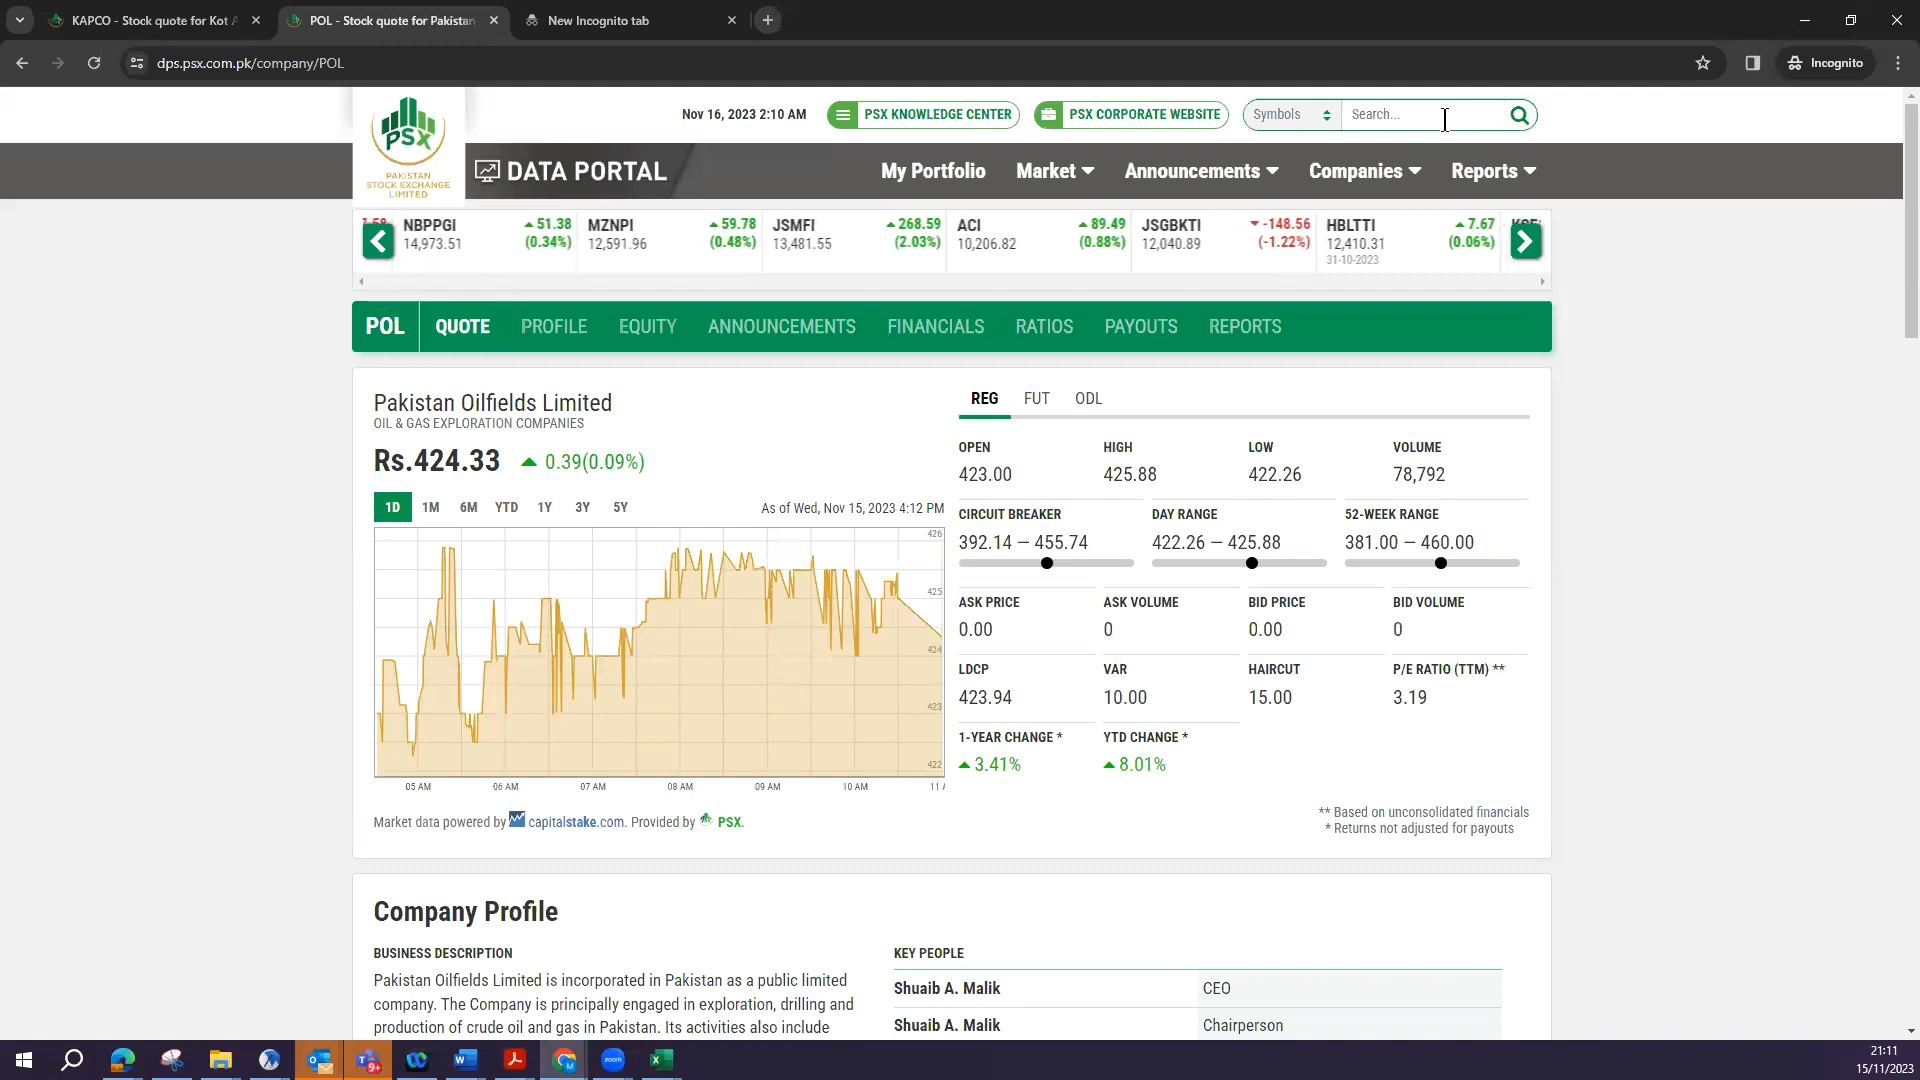 KAPCO - Stock quote for Kot A
POL - Stock quote for Pakistan
New Incognito tab
dps.psx.com.pk/company/POL
Incognito
PSX
PAKISTAN
STOCK EXCHANGE
LIMITED
Nov 16, 2023 2:10 AM
PSX KNOWLEDGE CENTER
PSX CORPORATE WEBSITE
Symbols
Search...
DATA PORTAL
My Portfolio
Market
Announcements
Companies
Reports
NBPPGI 51.38
14,973.51 (0.34%)
MZNPI 59.78
12,591.96 (0.48%)
JSMFI 268.59
13,481.55 (2.03%)
ACI 89.49
10,206.82 (0.88%)
JSGBKTI -148.56
12,040.89 (-1.22%)
HBLTTI 7.67
12,410.31 (0.06%)
31-10-2023
POL QUOTE PROFILE EQUITY ANNOUNCEMENTS FINANCIALS RATIOS PAYOUTS REPORTS
Pakistan Oilfields Limited
OIL & GAS EXPLORATION COMPANIES
Rs.424.33 0.39(0.09%)
1D 1M 6M YTD 1Y 3Y 5Y
As of Wed, Nov 15, 2023 4:12 PM
426
425
424
423
422
05 AM 06 AM 07 AM 08 AM 09 AM 10 AM 11 A
Market data powered by capitalstake.com. Provided by PSX.
REG FUT ODL
OPEN HIGH LOW VOLUME
423.00 425.88 422.26 78,792
CIRCUIT BREAKER DAY RANGE 52-WEEK RANGE
392.14 — 455.74 422.26 — 425.88 381.00 — 460.00
ASK PRICE ASK VOLUME BID PRICE BID VOLUME
0.00 0 0.00 0
LDCP VAR HAIRCUT P/E RATIO (TTM) **
423.94 10.00 15.00 3.19
1-YEAR CHANGE * YTD CHANGE *
3.41% 8.01%
** Based on unconsolidated financials
* Returns not adjusted for payouts
Company Profile
BUSINESS DESCRIPTION
Pakistan Oilfields Limited is incorporated in Pakistan as a public limited
company. The Company is principally engaged in exploration, drilling and
production of crude oil and gas in Pakistan. Its activities also include
KEY PEOPLE
Shuaib A. Malik CEO
Shuaib A. Malik Chairperson
9+
zoom
21:11
15/11/2023